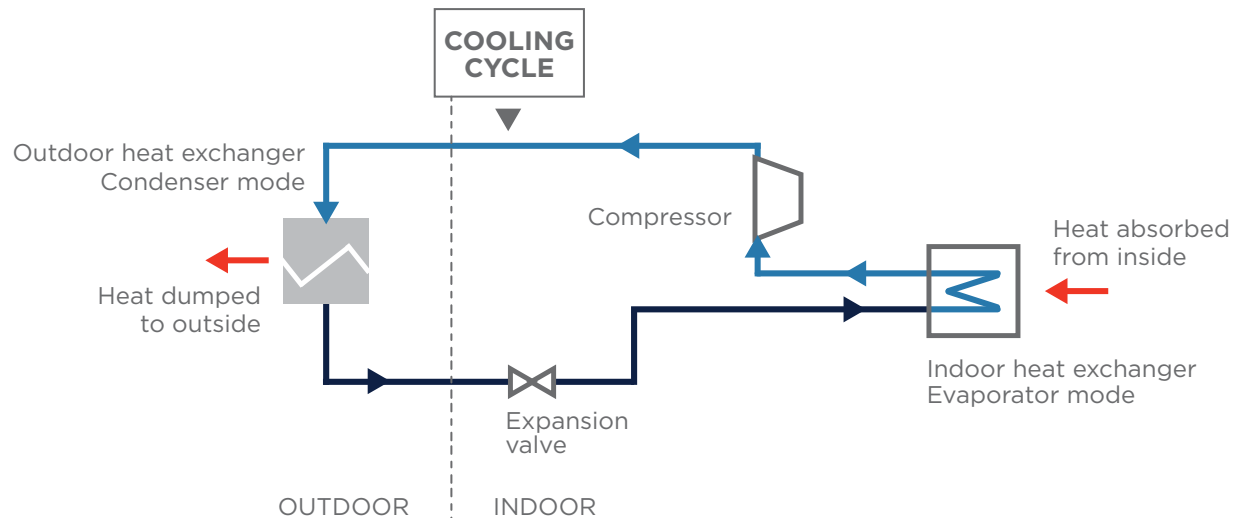 COOLING
CYCLE
Outdoor heat exchanger
Condenser mode
Compressor
Heat absorbed
from inside
Heat dumped
to outside
Indoor heat exchanger
Evaporator mode
Expansion
valve
OUTDOOR
INDOOR